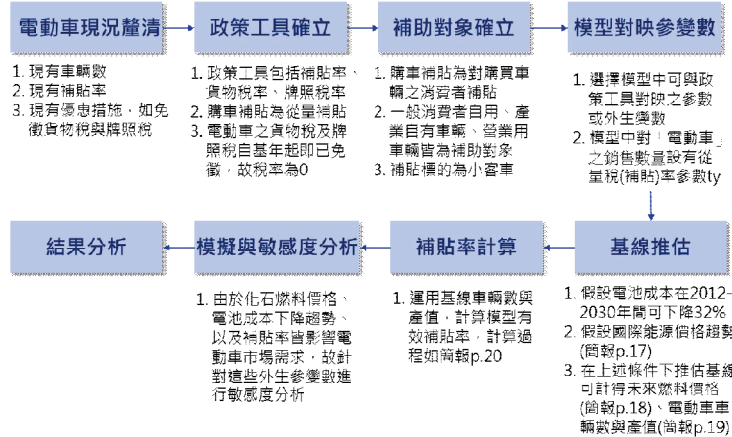 電動車現況釐清
1. 現有車輛數
2. 現有補貼率
3. 現有優惠措施，如免
徵貨物稅與牌照稅
政策工具確立
1. 政策工具包括補貼率、
貨物稅率、牌照稅率
2. 購車補貼為從量補貼
3. 電動車之貨物稅及牌
照稅自基年起即已免
徵，故稅率為0
補助對象確立
1. 購車補貼為對購買車
輛之消費者補貼
2. 一般消費者自用、產
業自有車輛、營業用
車輛皆為補助對象
3. 補貼標的為小客車
模型對映參變數
1. 選擇模型中可與政
策工具對映之參數
或外生變數
2. 模型中對「電動車」
之銷售數量設有從
量稅(補貼)率參數ty
基線推估
1. 假設電池成本在2012-
2030年間可下降32%
2. 假設國際能源價格趨勢
(簡報p.17)
3. 在上述條件下推估基線
可計得未來燃料價格
(簡報p.18)、電動車車
輛數與產值(簡報p.19)
補貼率計算
1. 運用基線車輛數與
產值，計算模型有
效補貼率，計算過
程如簡報p.20
模擬與敏感度分析
1. 由於化石燃料價格、
電池成本下降趨勢、
以及補貼率皆影響電
動車市場需求，故針
對這些外生參變數進
行敏感度分析
結果分析